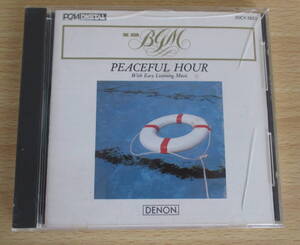 PCM DIGITAL
BGM
PEACEFUL HOUR
With Easy Listening Music
DENON